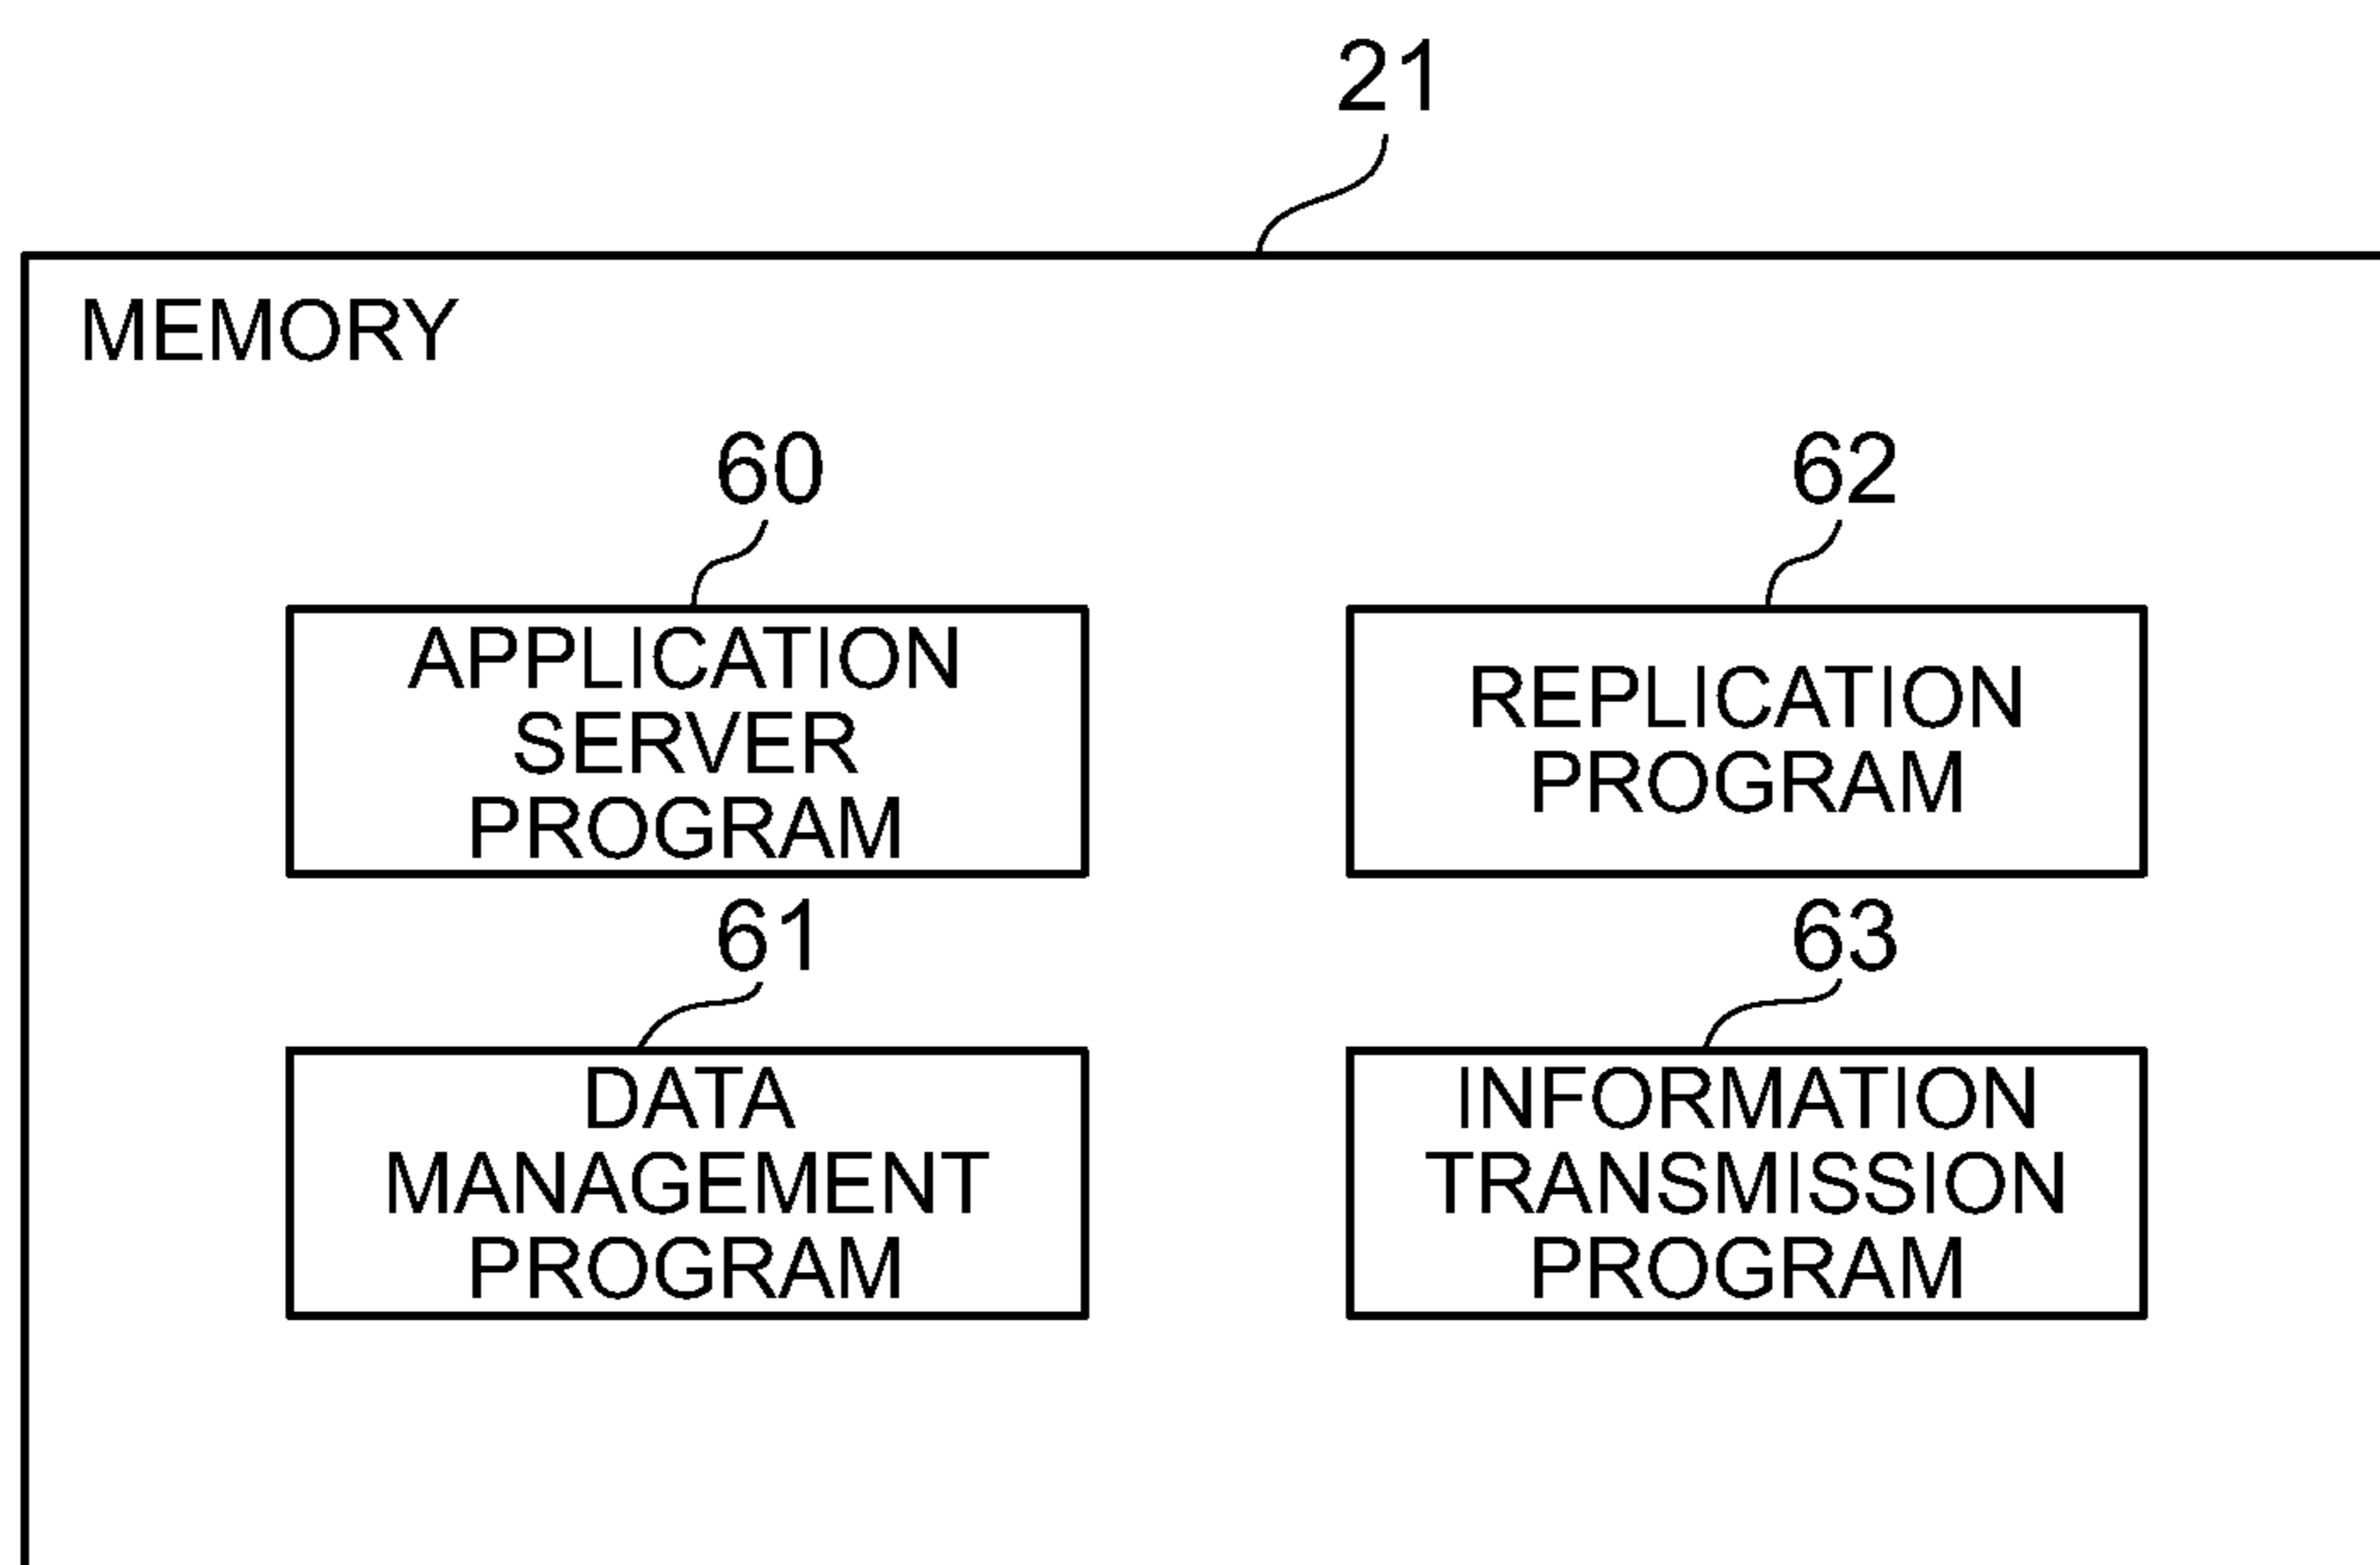 21
MEMORY
60
APPLICATION
SERVER
PROGRAM
62
REPLICATION
PROGRAM
61
DATA
MANAGEMENT
PROGRAM
63
INFORMATION
TRANSMISSION
PROGRAM